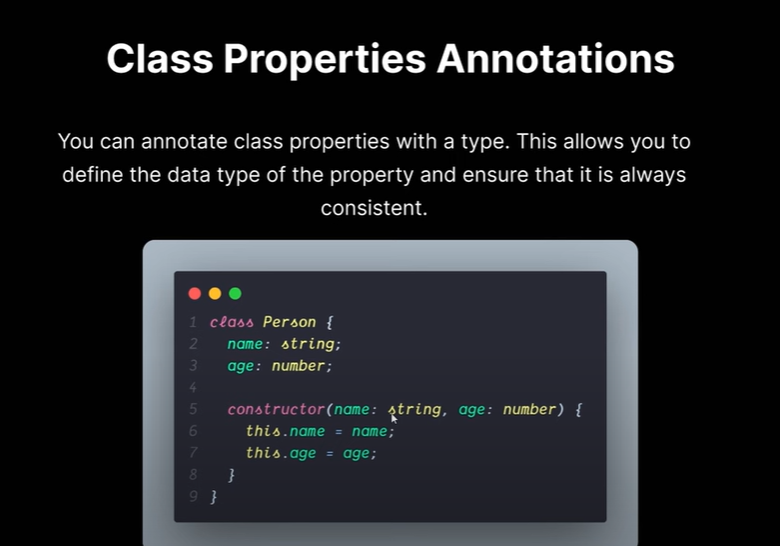 Class Properties Annotations
You can annotate class properties with a type. This allows you to
define the data type of the property and ensure that it is always
consistent.
1 class Person {
2   name: string;
3   age: number;
4
5   constructor(name: string, age: number) {
6     this.name = name;
7     this.age = age;
8   }
9 }